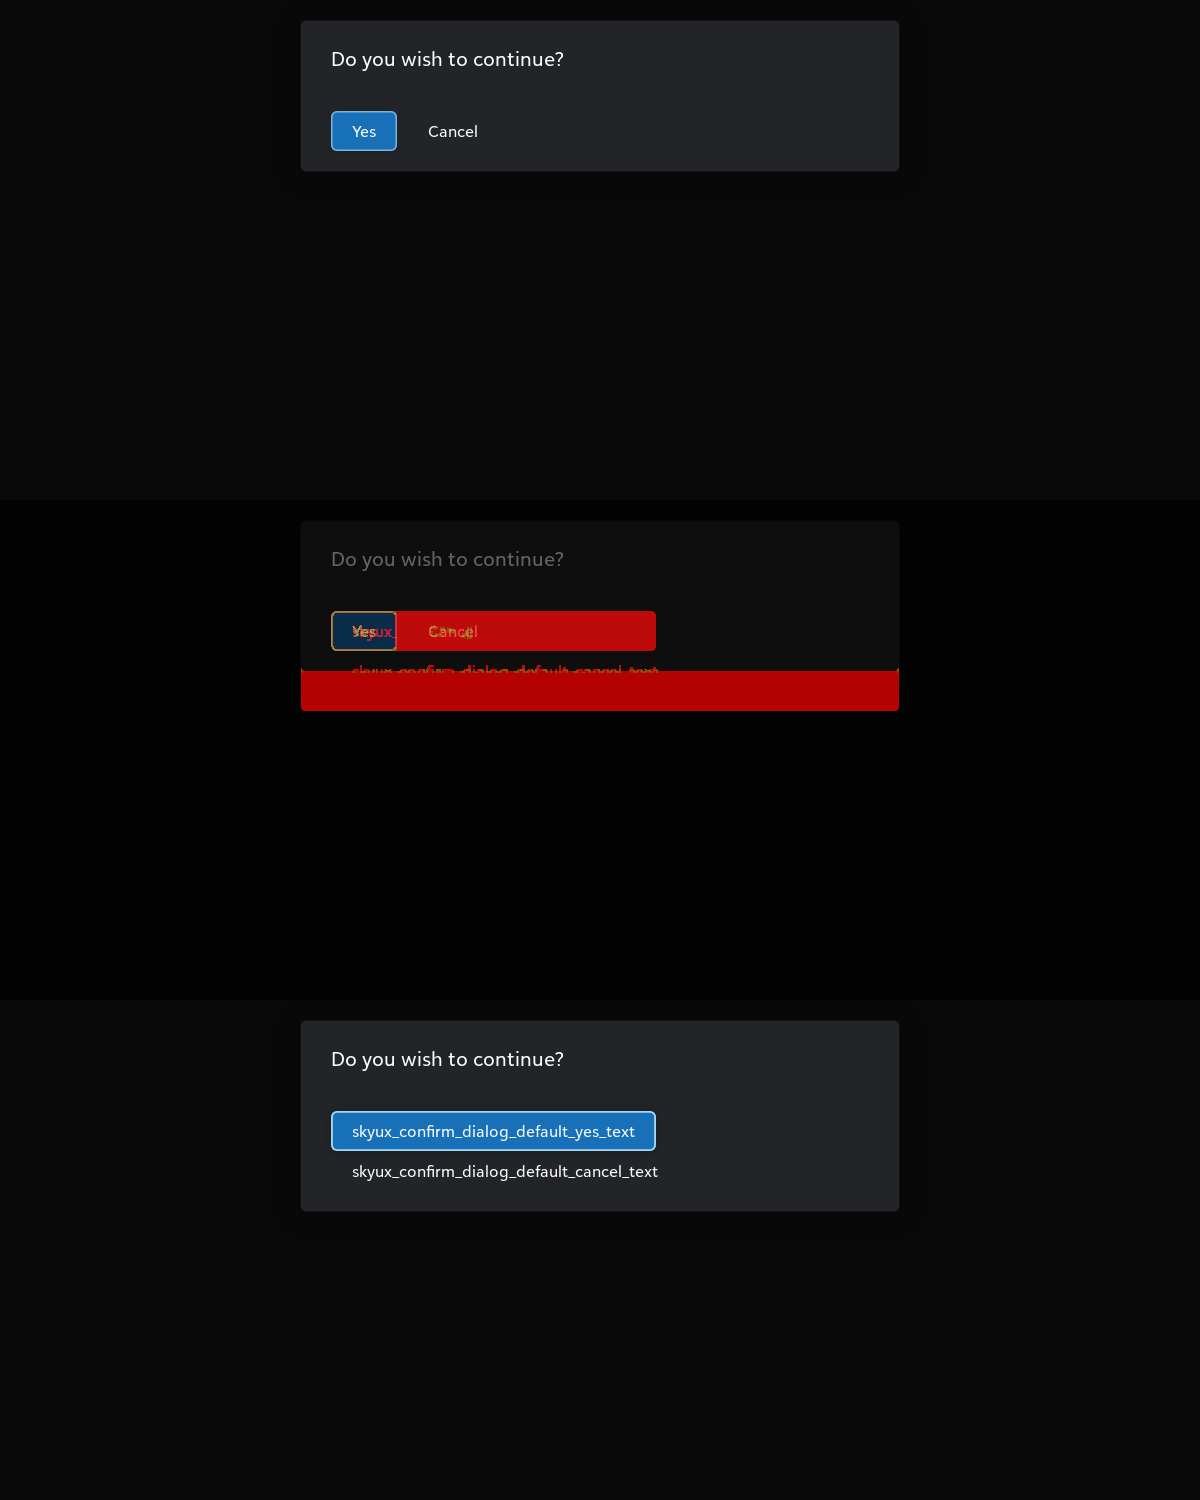 Do you wish to continue?
Yes Cancel
Do you wish to continue?
Yes Cancel
skyux_confirm_dialog_default_cancel_text
Do you wish to continue?
skyux_confirm_dialog_default_yes_text
skyux_confirm_dialog_default_cancel_text